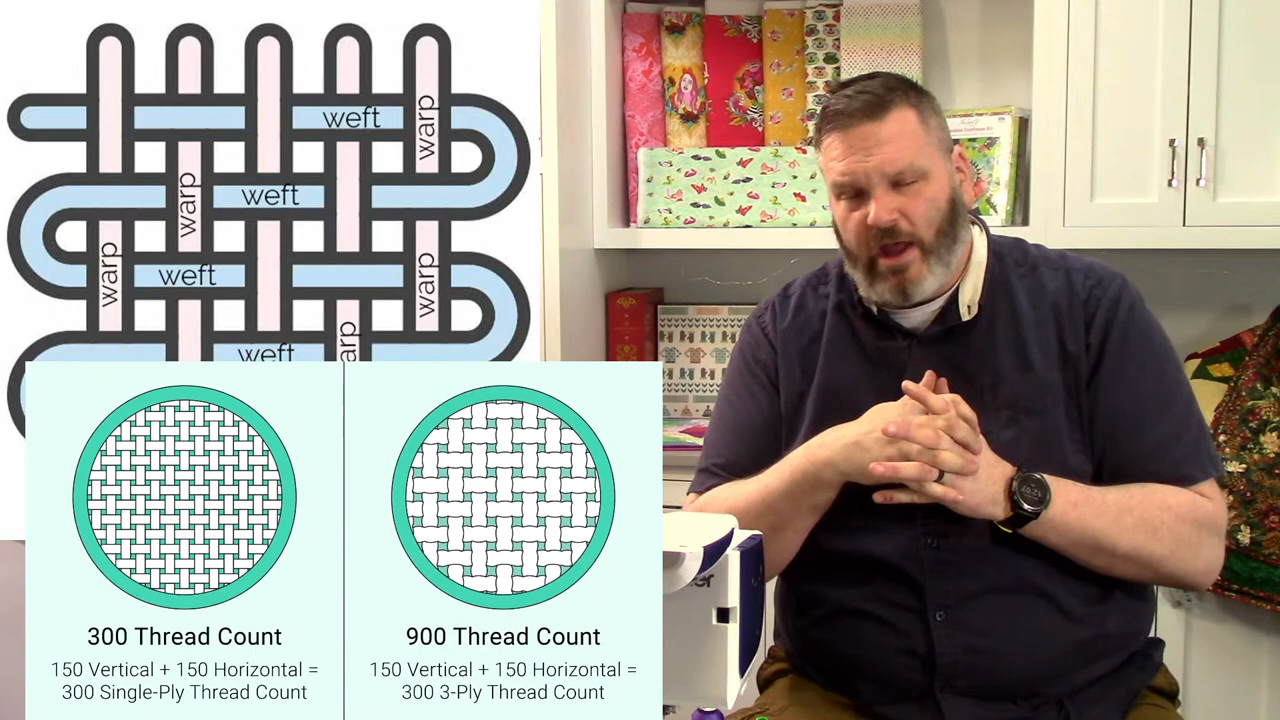 weft
warp
warp
weft
warp
weft
warp
weft
arp
300 Thread Count
150 Vertical + 150 Horizontal =
300 Single-Ply Thread Count
900 Thread Count
150 Vertical + 150 Horizontal =
300 3-Ply Thread Count